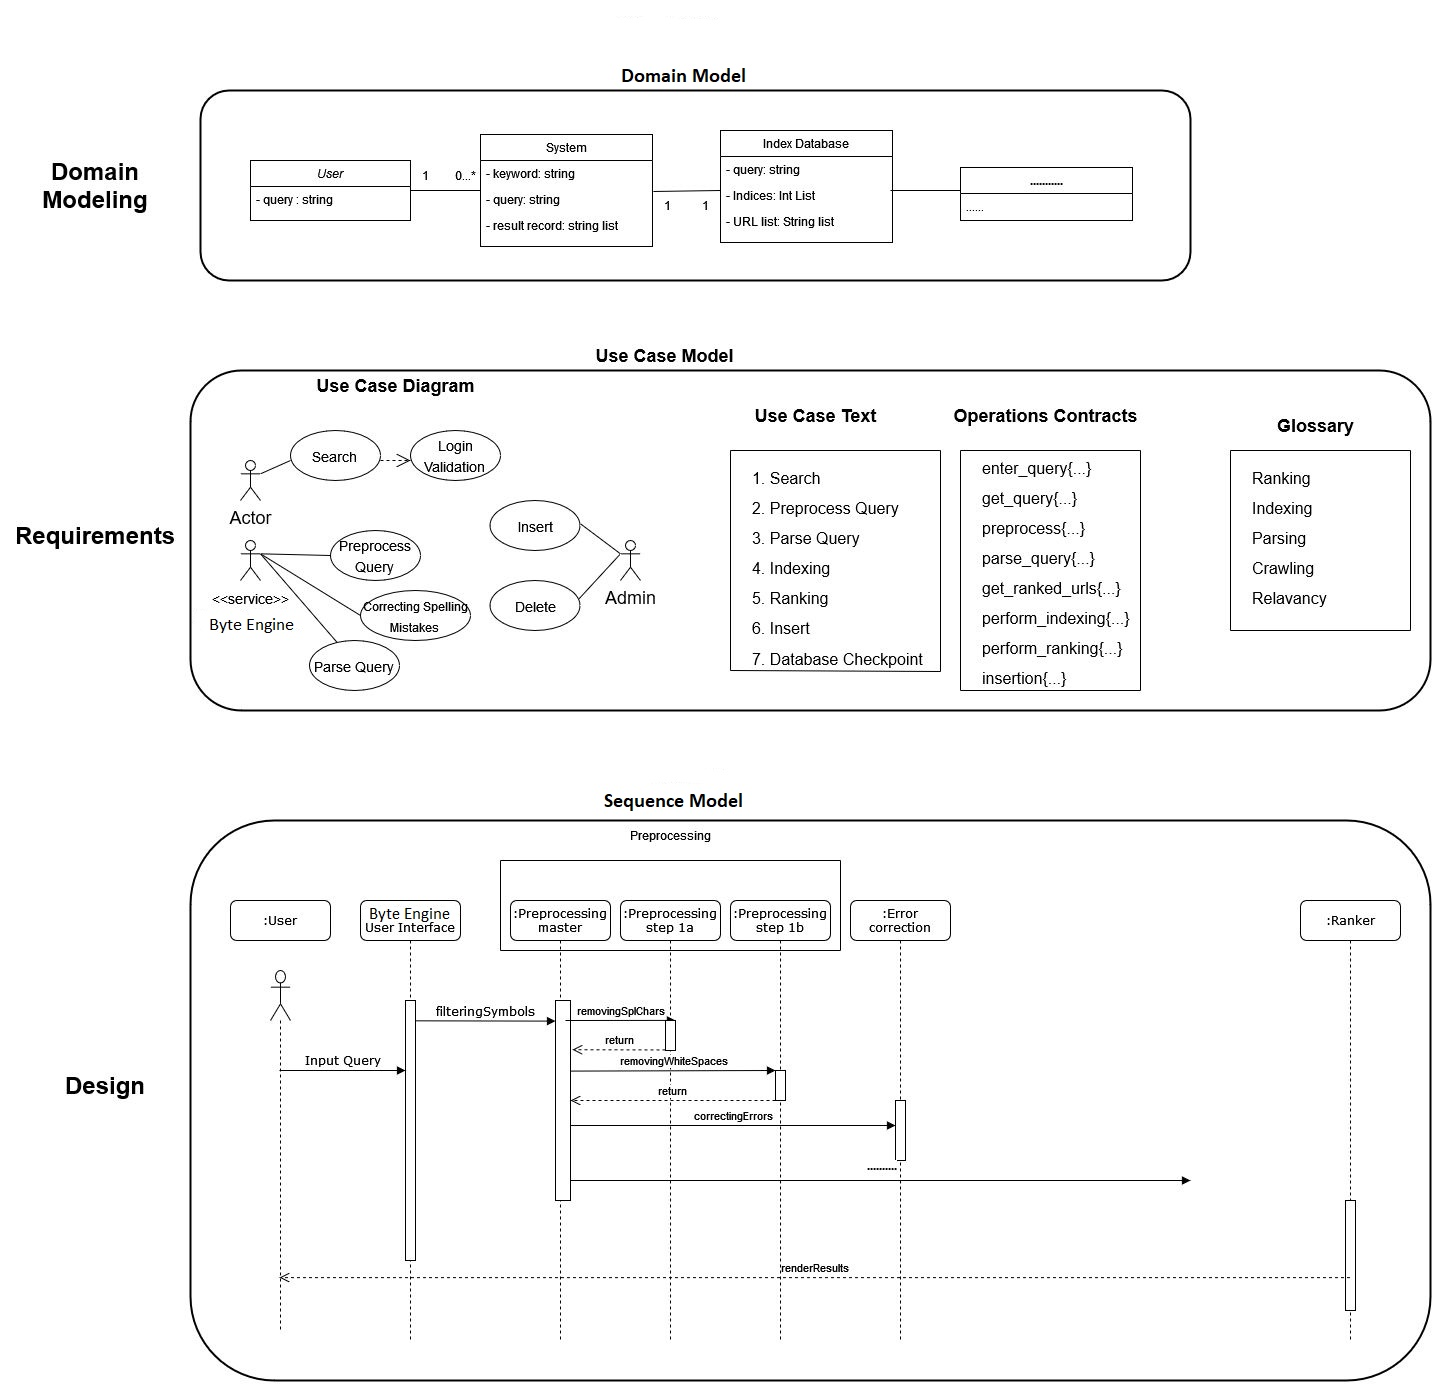 Domain Model
Domain
Modeling
User
- query : string
1
0...*
System
- keyword: string
- query: string
- result record: string list
1
1
Index Database
- query: string
- Indices: Int List
- URL list: String list
...........
......
Use Case Model
Requirements
Use Case Diagram
Search
Login
Validation
Actor
Preprocess
Query
<<service>>
Byte Engine
Correcting Spelling
Mistakes
Parse Query
Insert
Delete
Admin
Use Case Text
1. Search
2. Preprocess Query
3. Parse Query
4. Indexing
5. Ranking
6. Insert
7. Database Checkpoint
Operations Contracts
enter_query{...}
get_query{...}
preprocess{...}
parse_query{...}
get_ranked_urls{...}
perform_indexing{...}
perform_ranking{...}
insertion{...}
Glossary
Ranking
Indexing
Parsing
Crawling
Relavancy
Sequence Model
Design
Preprocessing
:User
Byte Engine
User Interface
:Preprocessing
master
:Preprocessing
step 1a
:Preprocessing
step 1b
:Error
correction
:Ranker
filteringSymbols
removingSplChars
return
Input Query
removingWhiteSpaces
return
correctingErrors
..........
renderResults